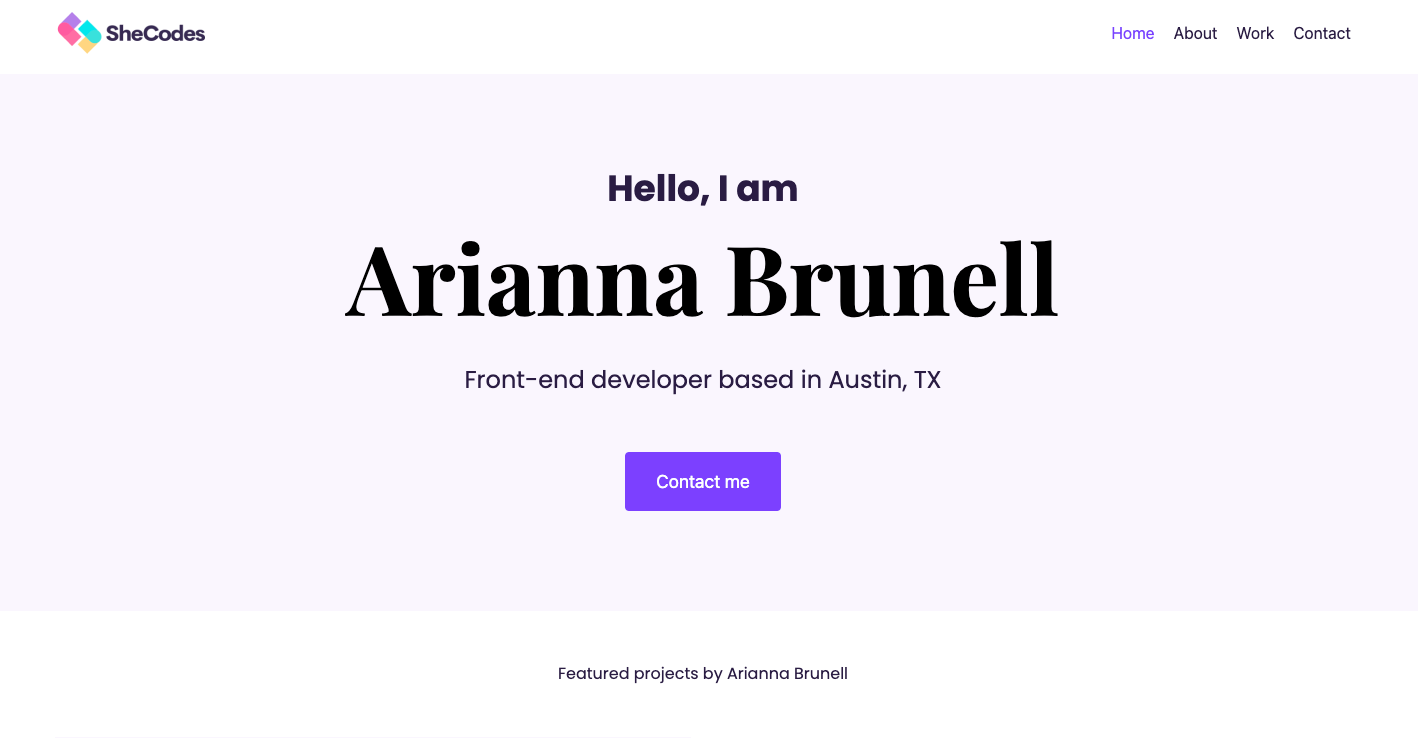 SheCodes
Home About Work Contact
Hello, I am
Arianna Brunell
Front-end developer based in Austin, TX
Contact me
Featured projects by Arianna Brunell